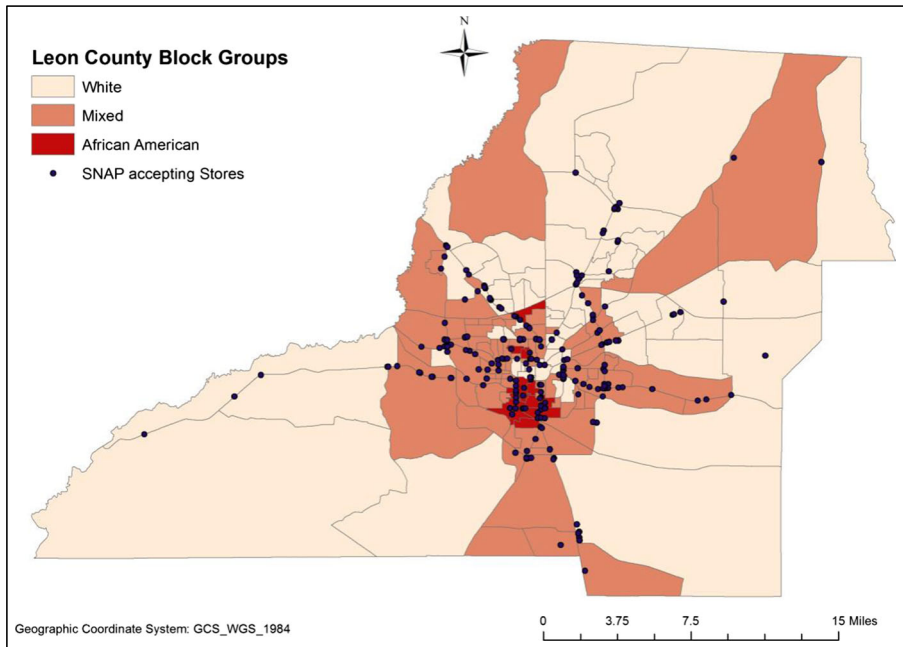 N
Leon County Block Groups
White
Mixed
African American
SNAP accepting Stores
Geographic Coordinate System: GCS_WGS_1984
0 3.75 7.5 15 Miles